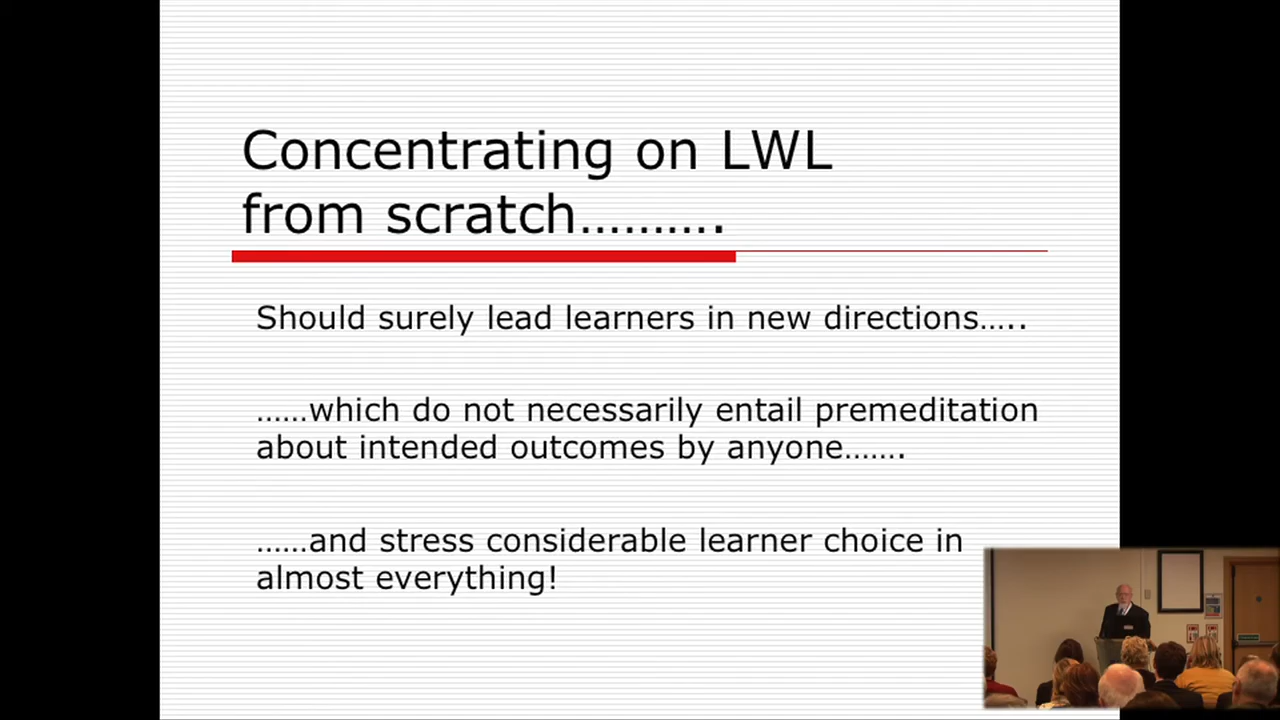 Concentrating on LWL
from scratch……….
Should surely lead learners in new directions…..
……which do not necessarily entail premeditation
about intended outcomes by anyone…….
……and stress considerable learner choice in
almost everything!